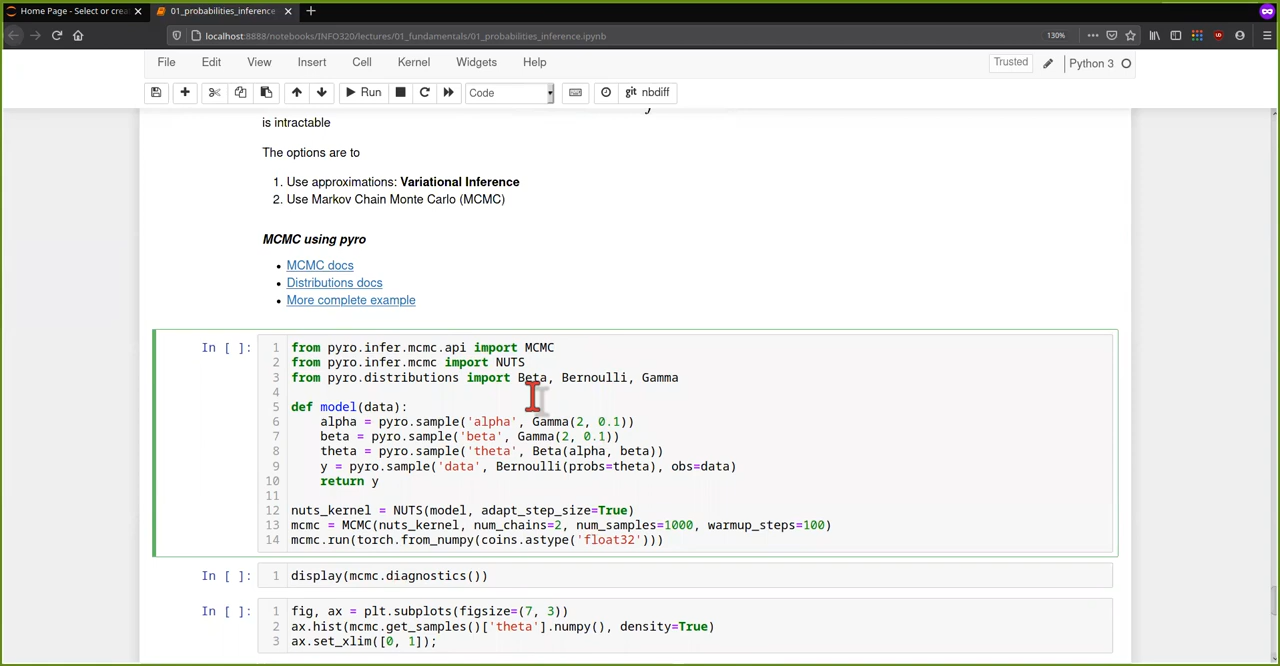 Home Page - Select or crea
01_probabilities_inference
localhost:8888/notebooks/INFO320/lectures/01_fundamentals/01_probabilities_inference.ipynb
130%
File Edit View Insert Cell Kernel Widgets Help
Trusted
Python 3
Run
Code
git nbdiff
is intractable
The options are to
1. Use approximations: Variational Inference
2. Use Markov Chain Monte Carlo (MCMC)
MCMC using pyro
• MCMC docs
• Distributions docs
• More complete example
In [ ]:
1 from pyro.infer.mcmc.api import MCMC
2 from pyro.infer.mcmc import NUTS
3 from pyro.distributions import Beta, Bernoulli, Gamma
4
5 def model(data):
6 alpha = pyro.sample('alpha', Gamma(2, 0.1))
7 beta = pyro.sample('beta', Gamma(2, 0.1))
8 theta = pyro.sample('theta', Beta(alpha, beta))
9 y = pyro.sample('data', Bernoulli(probs=theta), obs=data)
10 return y
11
12 nuts_kernel = NUTS(model, adapt_step_size=True)
13 mcmc = MCMC(nuts_kernel, num_chains=2, num_samples=1000, warmup_steps=100)
14 mcmc.run(torch.from_numpy(coins.astype('float32')))
In [ ]: 1 display(mcmc.diagnostics())
In [ ]: 1 fig, ax = plt.subplots(figsize=(7, 3))
2 ax.hist(mcmc.get_samples()['theta'].numpy(), density=True)
3 ax.set_xlim([0, 1]);